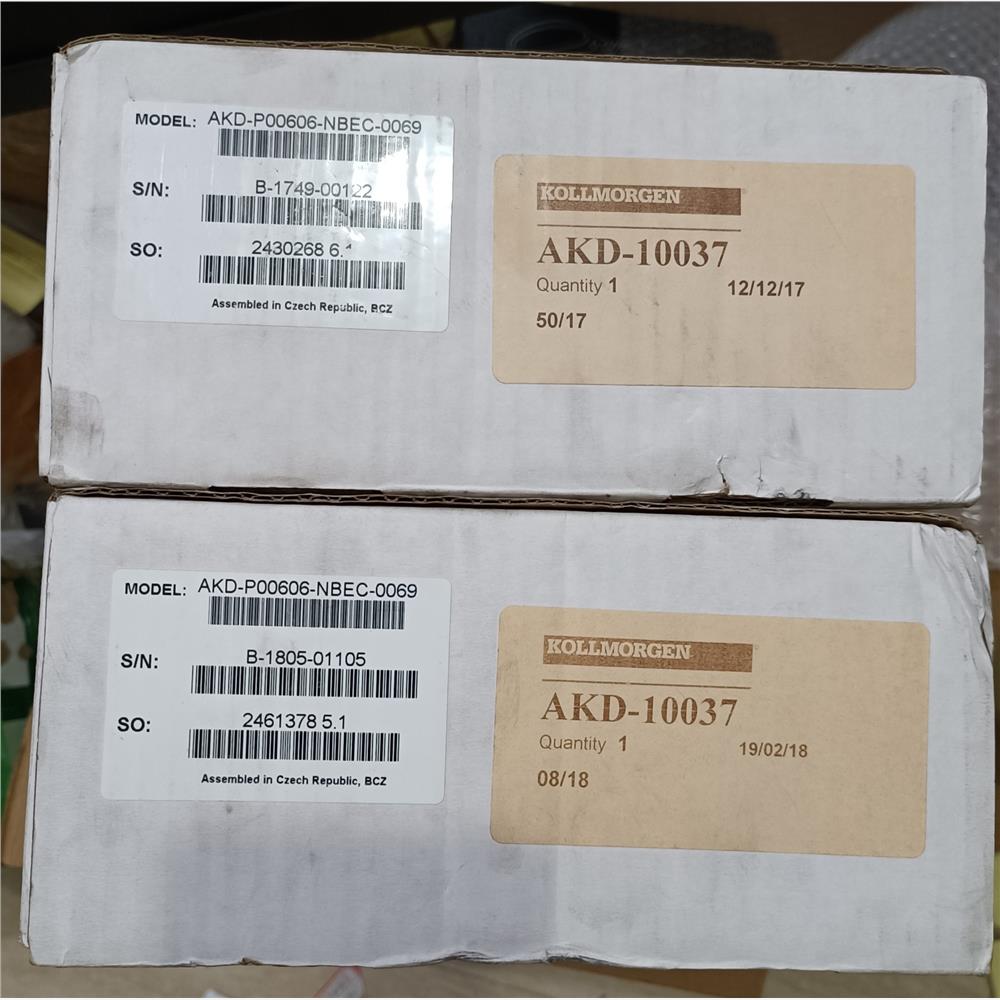 MODEL: AKD-P00606-NBEC-0069
S/N: B-1749-00122
SO: 2430268 6.1
Assembled in Czech Republic, BCZ
KOLLMORGEN
AKD-10037
Quantity 1 12/12/17
50/17
MODEL: AKD-P00606-NBEC-0069
S/N: B-1805-01105
SO: 2461378 5.1
Assembled in Czech Republic, BCZ
KOLLMORGEN
AKD-10037
Quantity 1 19/02/18
08/18